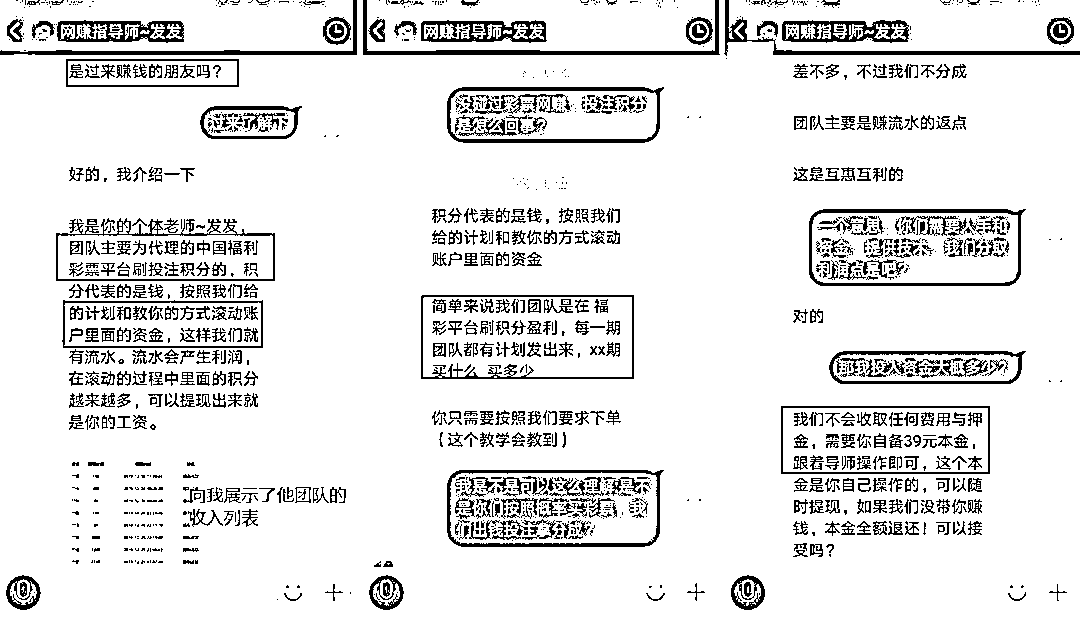 网赚指导师~发发
是过来赚钱的朋友吗？
过来了解下
好的，我介绍一下
我是你的个体老师~发发，
团队主要为代理的中国福利
彩票平台刷投注积分的，积
分代表的是钱，按照我们给
的计划和教你的方式滚动账
户里面的资金，这样我们就
有流水。流水会产生利润，
在滚动的过程中里面的积分
越来越多，可以提现出来就
是你的工资。
向我展示了他团队的
收入列表
网赚指导师~发发
没碰过彩票网赚，投注积分
是怎么回事？
积分代表的是钱，按照我们
给的计划和教你的方式滚动
账户里面的资金
简单来说我们团队是在 福
彩平台刷积分盈利，每一期
团队都有计划发出来，xx期
买什么 买多少
你只需要按照我们要求下单
（这个教学会教到）
我是不是可以这么理解是不
是你们按照概率买彩票，我
们出钱投注参分成？
网赚指导师~发发
差不多，不过我们不分成
团队主要是赚流水的返点
这是互惠互利的
一个意思，你们需要人手和
资金，提供技术，我们分取
利润点是吧？
对的
那我投入资金大概多少？
我们不会收取任何费用与押
金，需要你自备39元本金，
跟着导师操作即可，这个本
金是你自己操作的，可以随
时提现，如果我们没带你赚
钱，本金全额退还！可以接
受吗？